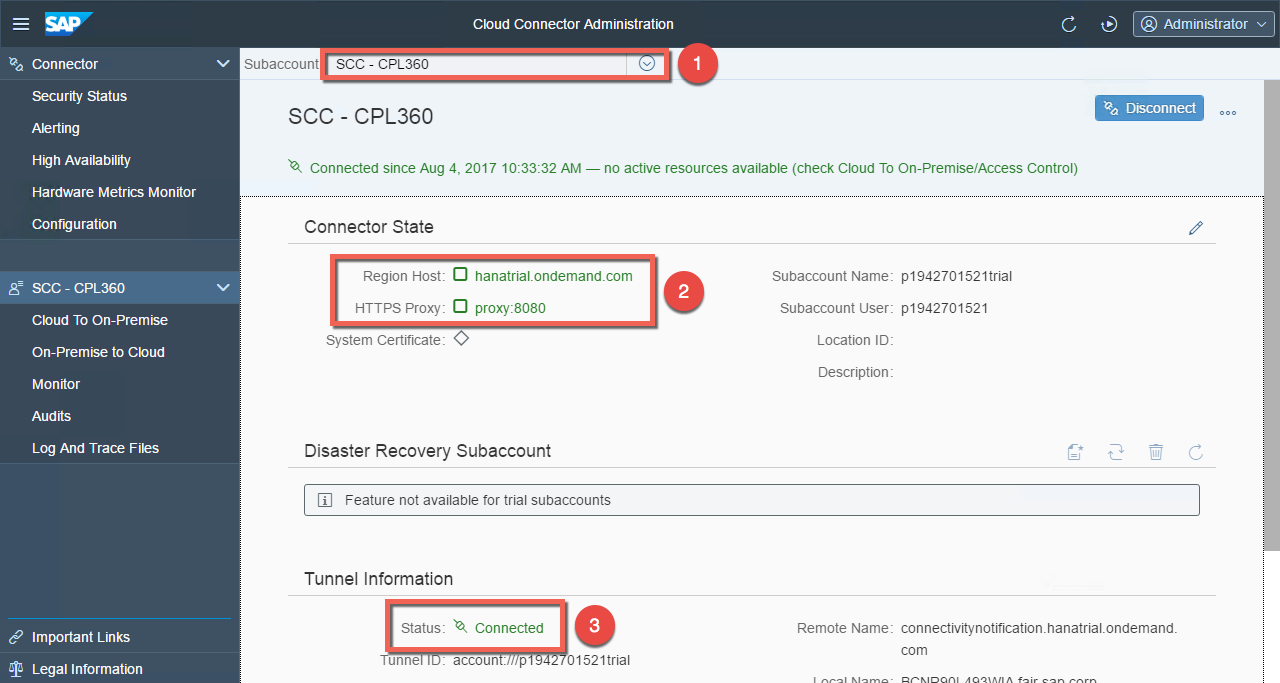 SAP
Cloud Connector Administration
Administrator
Connector
Security Status
Alerting
High Availability
Hardware Metrics Monitor
Configuration
SCC - CPL360
Cloud To On-Premise
On-Premise to Cloud
Monitor
Audits
Log And Trace Files
Important Links
Legal Information
Subaccount SCC - CPL360 1
SCC - CPL360
Disconnect
Connected since Aug 4, 2017 10:33:32 AM — no active resources available (check Cloud To On-Premise/Access Control)
Connector State
Region Host: hanatrial.ondemand.com
HTTPS Proxy: proxy:8080
2
System Certificate:
Subaccount Name: p1942701521trial
Subaccount User: p1942701521
Location ID:
Description:
Disaster Recovery Subaccount
Feature not available for trial subaccounts
Tunnel Information
Status: Connected 3
Tunnel ID: account:///p1942701521trial
Remote Name: connectivitynotification.hanatrial.ondemand.
com
Local Name: